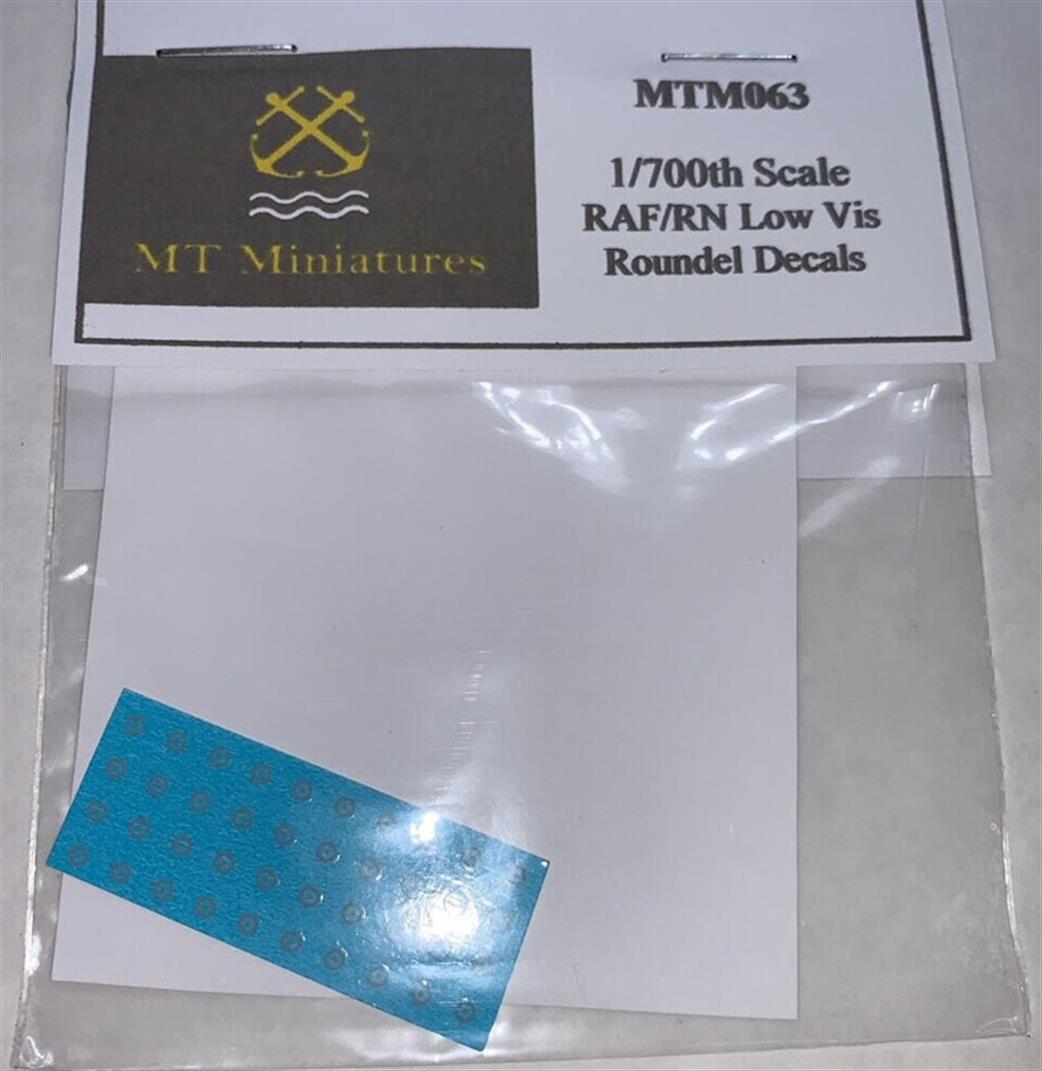 MT Miniatures
MTM063
1/700th Scale
RAF/RN Low Vis
Roundel Decals